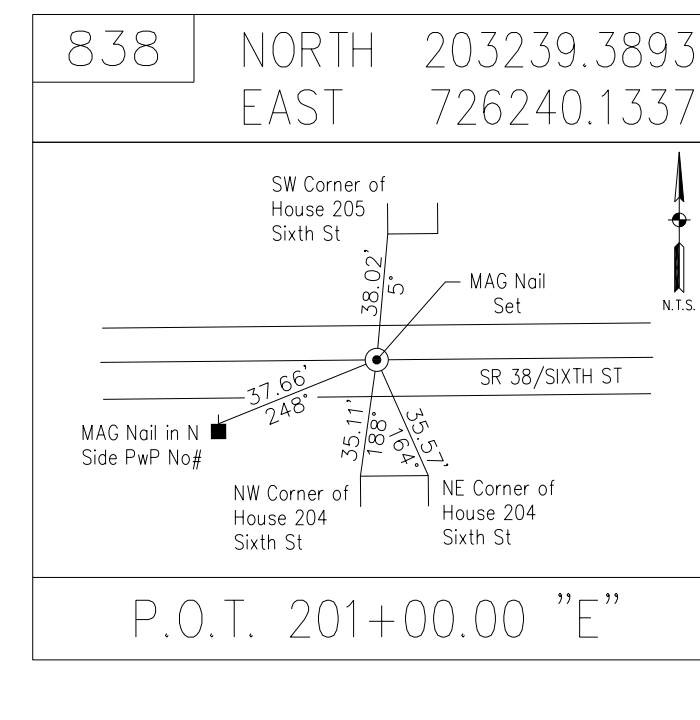 838
NORTH 203239.3893
EAST 726240.1337
SW Corner of
House 205
Sixth St
N.T.S.
38.02'
5°
MAG Nail
Set
SR 38/SIXTH ST
37.66'
248°
35.11'
188°
164°
35.57'
MAG Nail in N
Side PwP No#
NW Corner of
House 204
Sixth St
NE Corner of
House 204
Sixth St
P.O.T. 201+00.00 ”E”